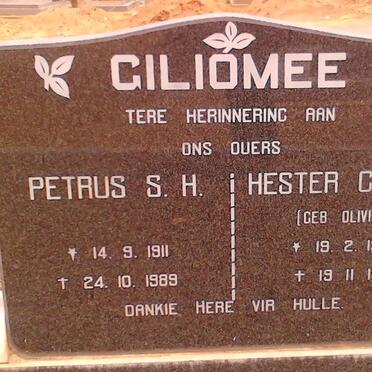 GILIOMEE
TERE HERINNERING AAN
ONS OUERS
PETRUS S. H. HESTER C
(GEB OLIVI
* 14. 9. 1911 * 19. 2. 1
† 24. 10. 1989 † 19 11 1
DANKIE HERE VIR HULLE.